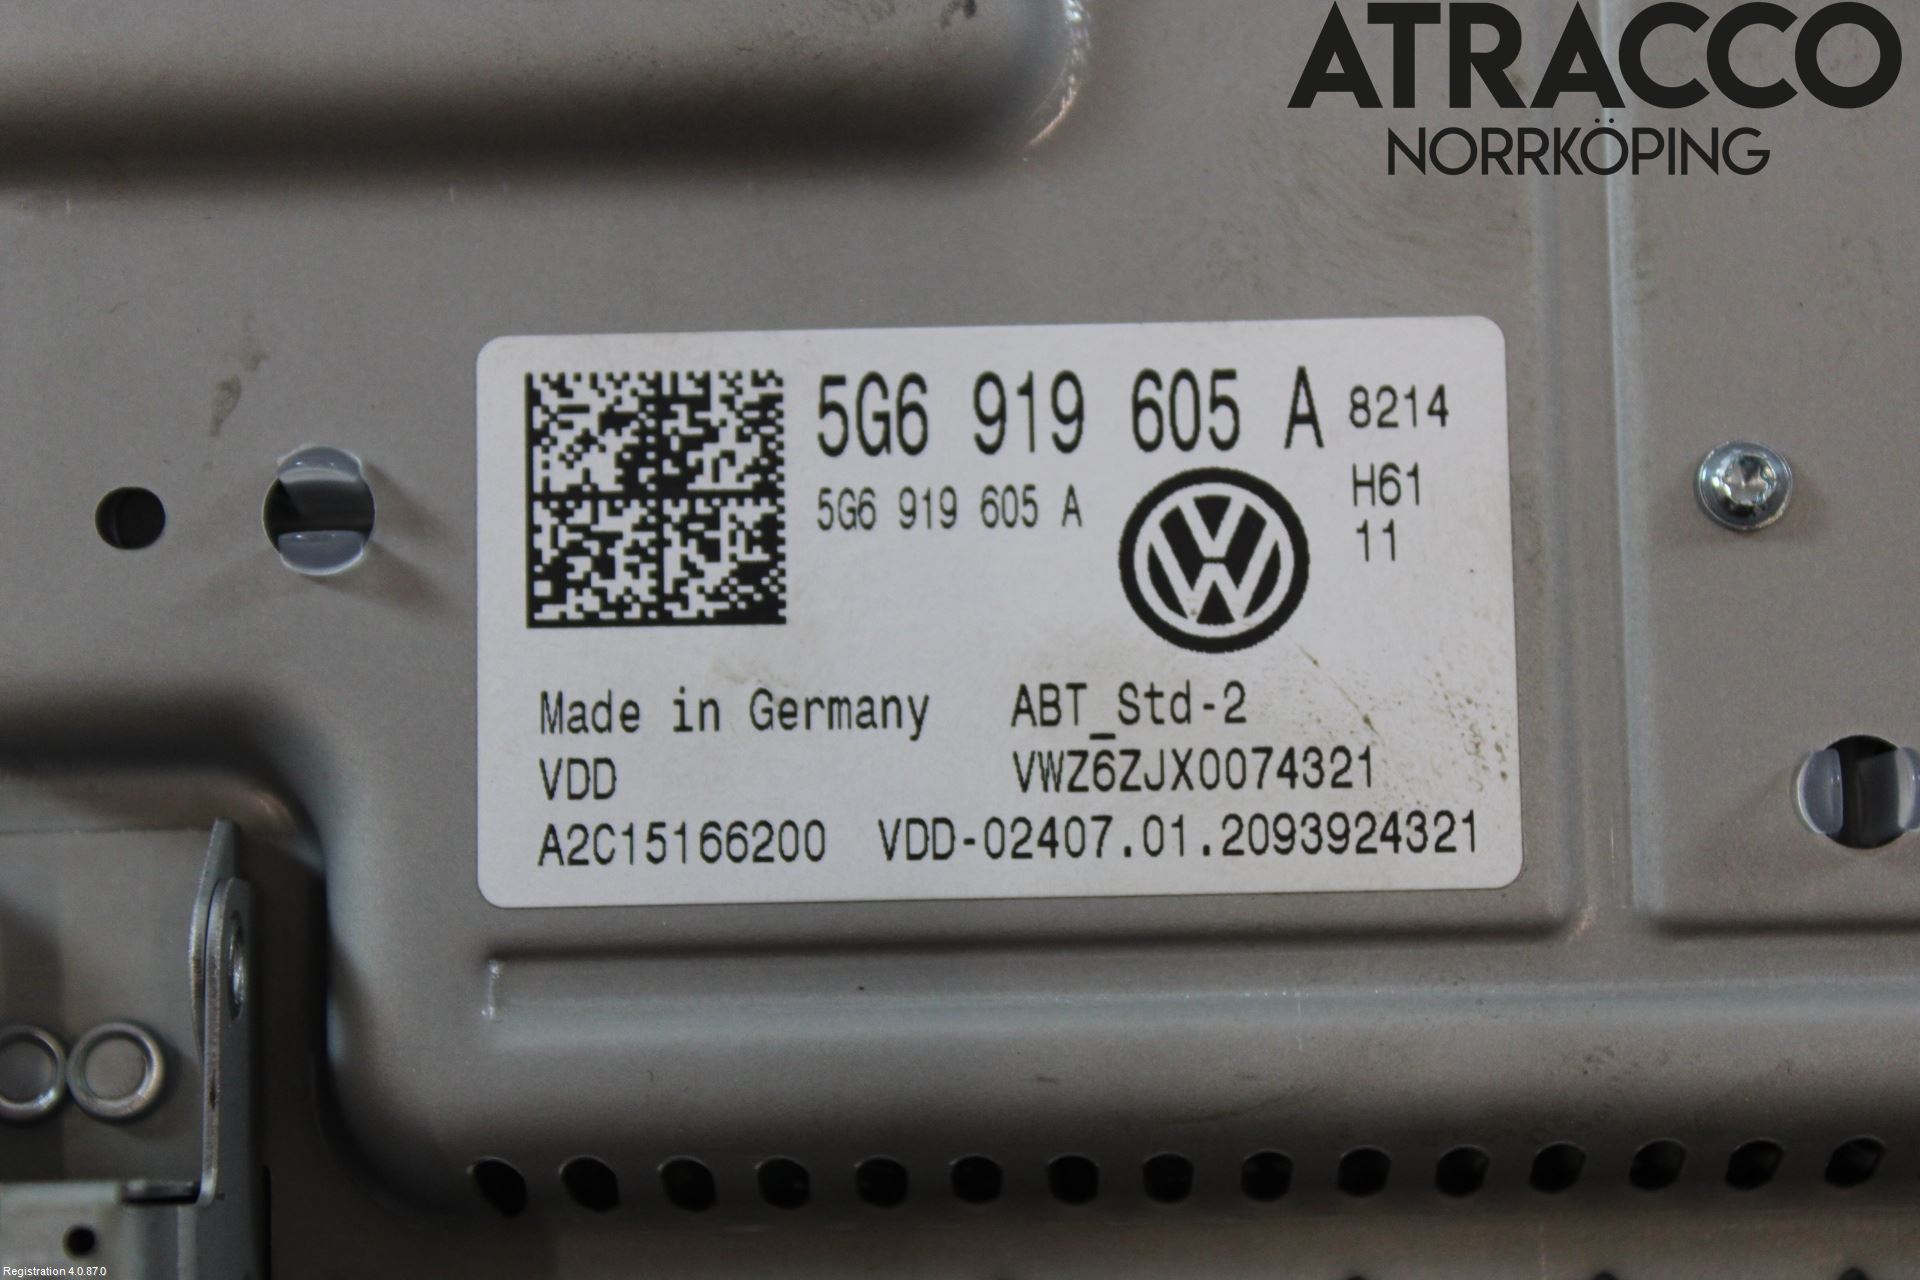 ATRACCO
NORRKÖPING
5G6 919 605 A 8214
5G6 919 605 A H61
11
Made in Germany ABT_Std-2
VDD VWZ6ZJX0074321
A2C15166200 VDD-02407.01.2093924321
Registration 4.0.87.0